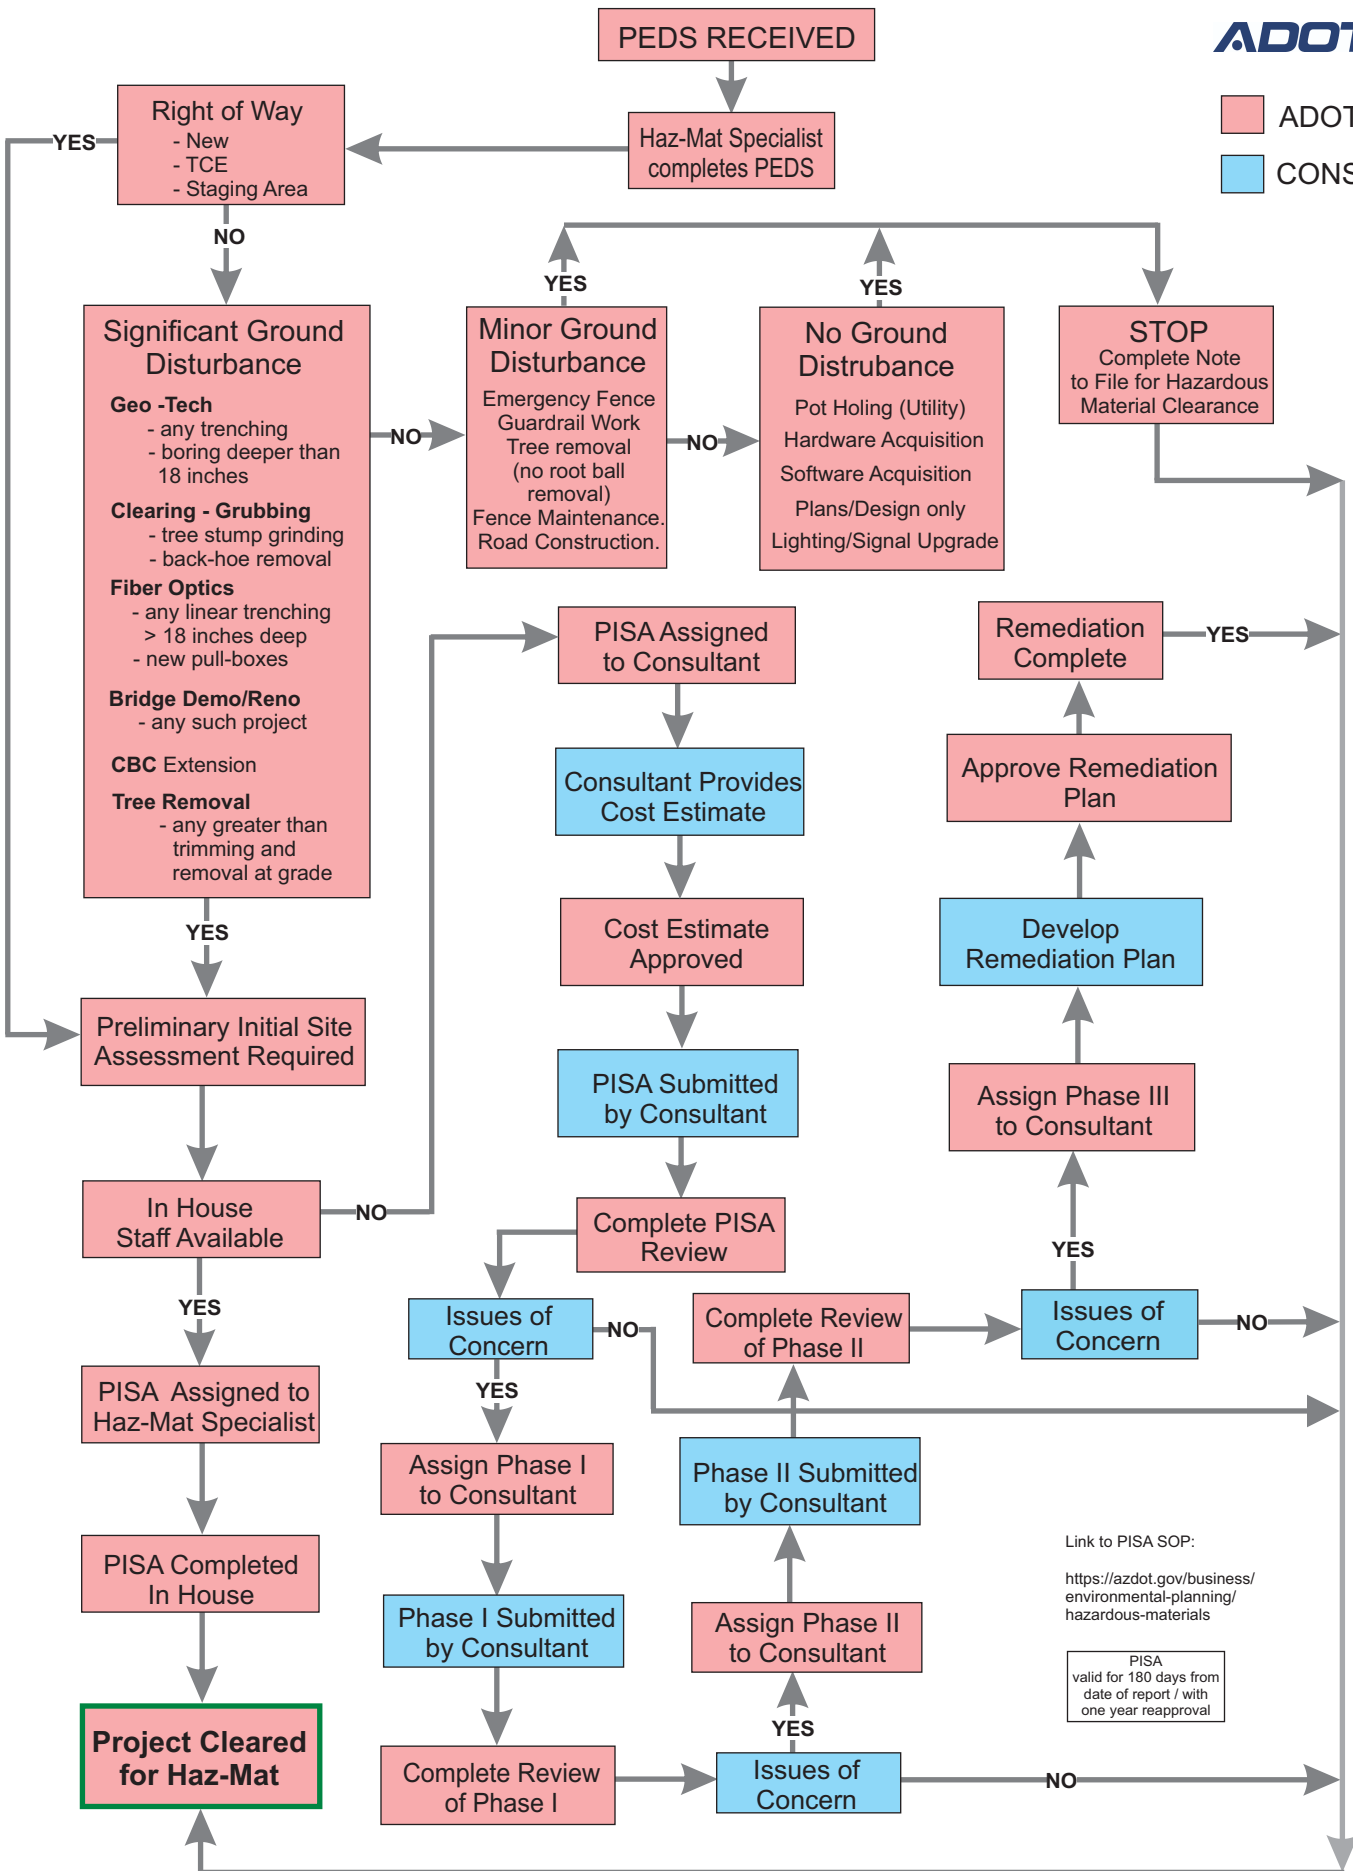 PEDS RECEIVED
ADOT
ADOT
CONS
Haz-Mat Specialist
completes PEDS
Right of Way
- New
- TCE
- Staging Area
YES
NO
Significant Ground
Disturbance
Geo -Tech
- any trenching
- boring deeper than
18 inches
Clearing - Grubbing
- tree stump grinding
- back-hoe removal
Fiber Optics
- any linear trenching
> 18 inches deep
- new pull-boxes
Bridge Demo/Reno
- any such project
CBC Extension
Tree Removal
- any greater than
trimming and
removal at grade
NO
YES
Minor Ground
Disturbance
Emergency Fence
Guardrail Work
Tree removal
(no root ball
removal)
Fence Maintenance.
Road Construction.
NO
YES
No Ground
Distrubance
Pot Holing (Utility)
Hardware Acquisition
Software Acquisition
Plans/Design only
Lighting/Signal Upgrade
STOP
Complete Note
to File for Hazardous
Material Clearance
YES
Preliminary Initial Site
Assessment Required
In House
Staff Available
NO
YES
PISA Assigned to
Haz-Mat Specialist
PISA Completed
In House
Project Cleared
for Haz-Mat
PISA Assigned
to Consultant
Consultant Provides
Cost Estimate
Cost Estimate
Approved
PISA Submitted
by Consultant
Complete PISA
Review
Issues of
Concern
NO
YES
Assign Phase I
to Consultant
Phase I Submitted
by Consultant
Complete Review
of Phase I
Issues of
Concern
NO
YES
Assign Phase II
to Consultant
Phase II Submitted
by Consultant
Complete Review
of Phase II
Issues of
Concern
NO
YES
Assign Phase III
to Consultant
Develop
Remediation Plan
Approve Remediation
Plan
Remediation
Complete
YES
Link to PISA SOP:
https://azdot.gov/business/
environmental-planning/
hazardous-materials
PISA
valid for 180 days from
date of report / with
one year reapproval